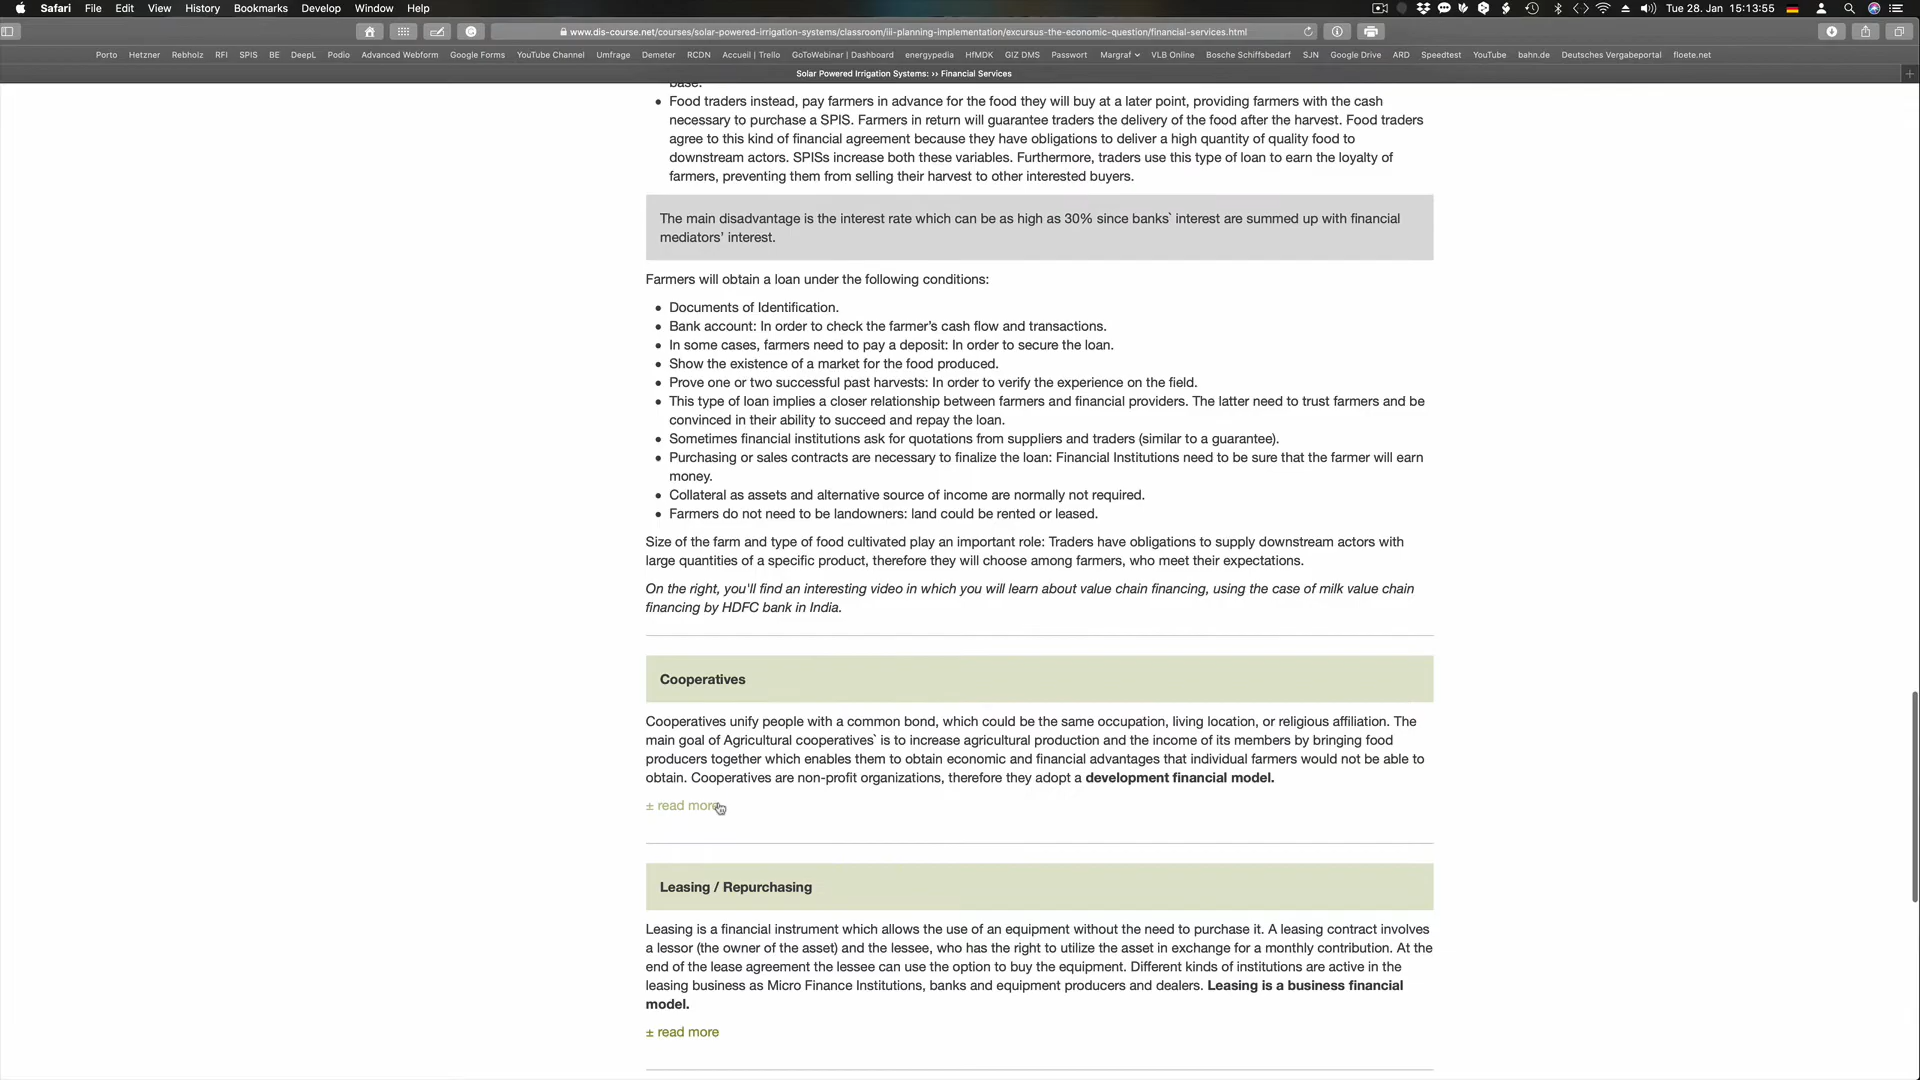 Safari File Edit View History Bookmarks Develop Window Help Tue 28. Jan 15:13:55
www.dis-course.net/courses/solar-powered-irrigation-systems/classroom/iii-planning-implementation/excursus-the-economic-question/financial-services.html
Porto Hetzner Rebholz RFI SPIS BE DeepL Podio Advanced Webform Google Forms YouTube Channel Umfrage Demeter RCDN Accueil | Trello GoToWebinar | Dashboard energypedia HfMDK GIZ DMS Passwort Margraf VLB Online Bosche Schiffsbedarf SJN Google Drive ARD Speedtest YouTube bahn.de Deutsches Vergabeportal floete.net
Solar Powered Irrigation Systems: ›› Financial Services
base.
• Food traders instead, pay farmers in advance for the food they will buy at a later point, providing farmers with the cash
necessary to purchase a SPIS. Farmers in return will guarantee traders the delivery of the food after the harvest. Food traders
agree to this kind of financial agreement because they have obligations to deliver a high quantity of quality food to
downstream actors. SPISs increase both these variables. Furthermore, traders use this type of loan to earn the loyalty of
farmers, preventing them from selling their harvest to other interested buyers.
The main disadvantage is the interest rate which can be as high as 30% since banks` interest are summed up with financial
mediators’ interest.
Farmers will obtain a loan under the following conditions:
• Documents of Identification.
• Bank account: In order to check the farmer’s cash flow and transactions.
• In some cases, farmers need to pay a deposit: In order to secure the loan.
• Show the existence of a market for the food produced.
• Prove one or two successful past harvests: In order to verify the experience on the field.
• This type of loan implies a closer relationship between farmers and financial providers. The latter need to trust farmers and be
convinced in their ability to succeed and repay the loan.
• Sometimes financial institutions ask for quotations from suppliers and traders (similar to a guarantee).
• Purchasing or sales contracts are necessary to finalize the loan: Financial Institutions need to be sure that the farmer will earn
money.
• Collateral as assets and alternative source of income are normally not required.
• Farmers do not need to be landowners: land could be rented or leased.
Size of the farm and type of food cultivated play an important role: Traders have obligations to supply downstream actors with
large quantities of a specific product, therefore they will choose among farmers, who meet their expectations.
On the right, you'll find an interesting video in which you will learn about value chain financing, using the case of milk value chain
financing by HDFC bank in India.
Cooperatives
Cooperatives unify people with a common bond, which could be the same occupation, living location, or religious affiliation. The
main goal of Agricultural cooperatives` is to increase agricultural production and the income of its members by bringing food
producers together which enables them to obtain economic and financial advantages that individual farmers would not be able to
obtain. Cooperatives are non-profit organizations, therefore they adopt a development financial model.
± read more
Leasing / Repurchasing
Leasing is a financial instrument which allows the use of an equipment without the need to purchase it. A leasing contract involves
a lessor (the owner of the asset) and the lessee, who has the right to utilize the asset in exchange for a monthly contribution. At the
end of the lease agreement the lessee can use the option to buy the equipment. Different kinds of institutions are active in the
leasing business as Micro Finance Institutions, banks and equipment producers and dealers. Leasing is a business financial
model.
± read more